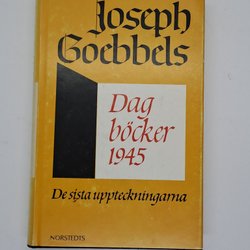 Joseph
Goebbels
Dag
böcker
1945
De sista uppteckningarna
NORSTEDTS